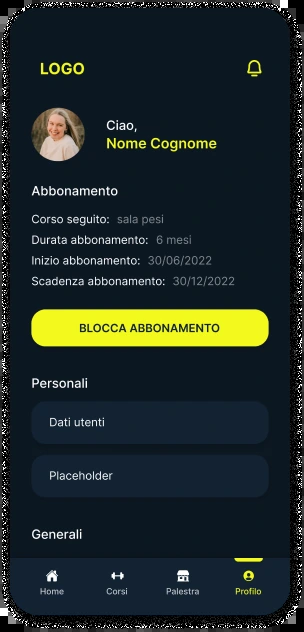 LOGO
Ciao,
Nome Cognome
Abbonamento
Corso seguito: sala pesi
Durata abbonamento: 6 mesi
Inizio abbonamento: 30/06/2022
Scadenza abbonamento: 30/12/2022
BLOCCA ABBONAMENTO
Personali
Dati utenti
Placeholder
Generali
Home Corsi Palestra Profilo